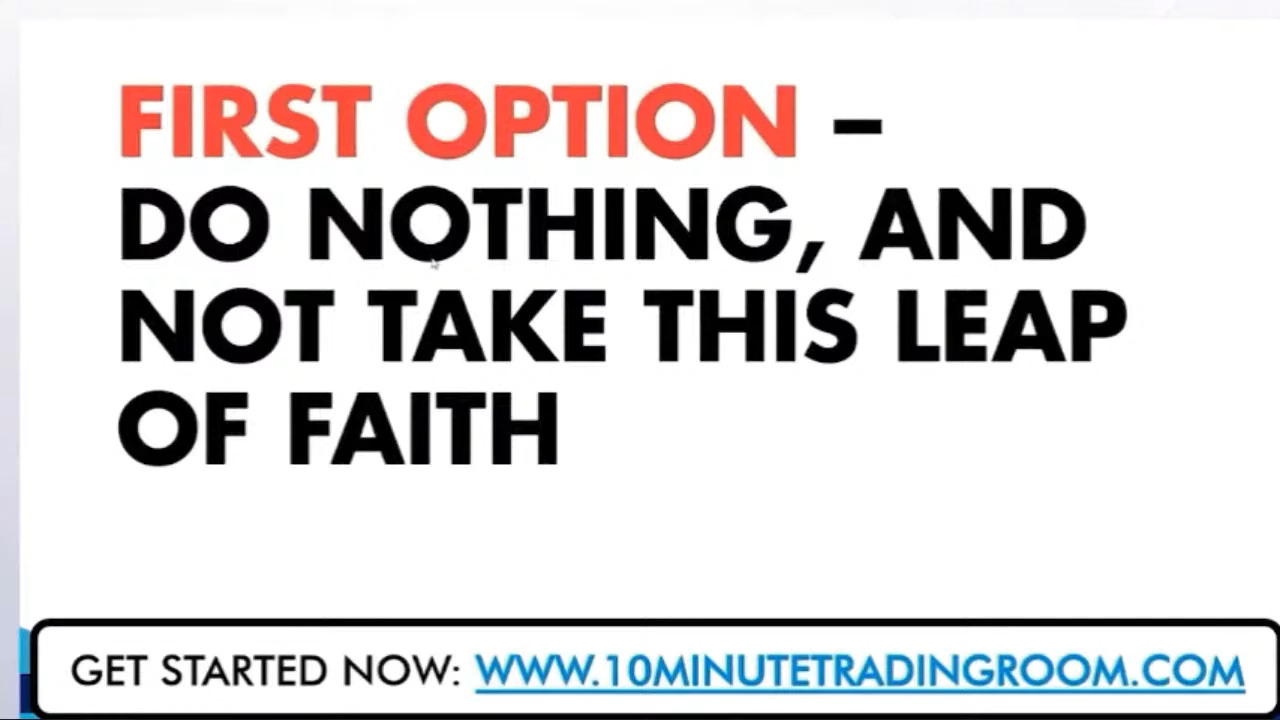 FIRST OPTION –
DO NOTHING, AND
NOT TAKE THIS LEAP
OF FAITH
GET STARTED NOW: WWW.10MINUTETRADINGROOM.COM